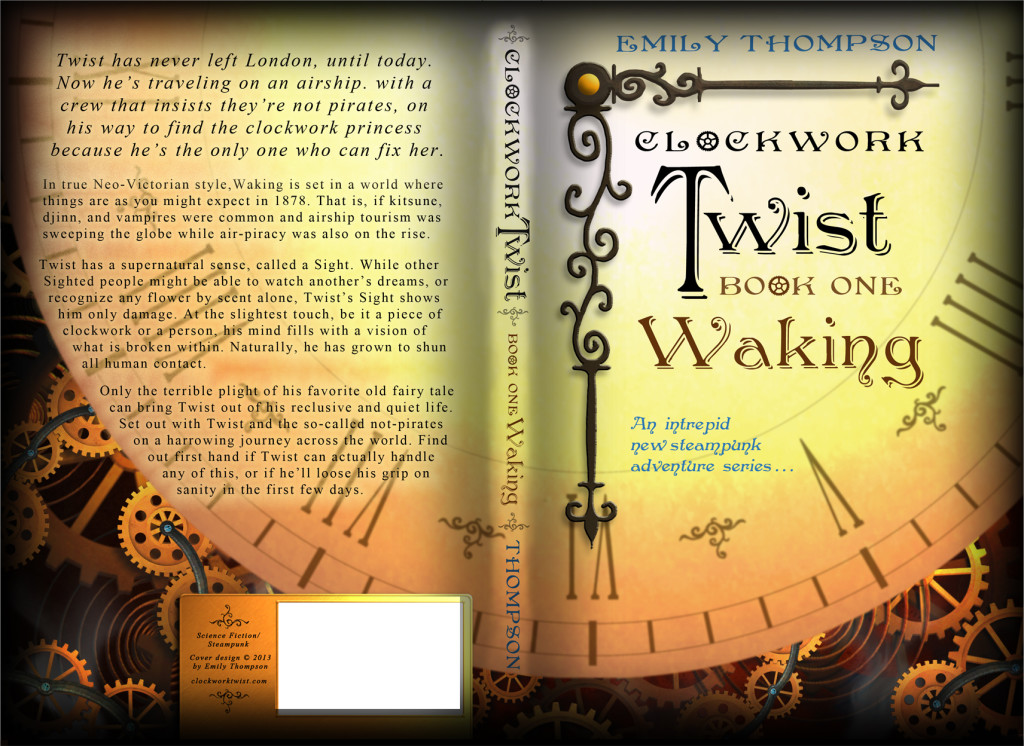 Twist has never left London, until today.
Now he's traveling on an airship. with a
crew that insists they're not pirates, on
his way to find the clockwork princess
because he's the only one who can fix her.
In true Neo-Victorian style,Waking is set in a world where
things are as you might expect in 1878. That is, if kitsune,
djinn, and vampires were common and airship tourism was
sweeping the globe while air-piracy was also on the rise.
Twist has a supernatural sense, called a Sight. While other
Sighted people might be able to watch another's dreams, or
recognize any flower by scent alone, Twist's Sight shows
him only damage. At the slightest touch, be it a piece of
clockwork or a person, his mind fills with a vision of
what is broken within. Naturally, he has grown to shun
all human contact.
Only the terrible plight of his favorite old fairy tale
can bring Twist out of his reclusive and quiet life.
Set out with Twist and the so-called not-pirates
on a harrowing journey across the world. Find
out first hand if Twist can actually handle
any of this, or if he'll loose his grip on
sanity in the first few days.
Science Fiction/
Steampunk
Cover design © 2013
by Emily Thompson
clockworktwist.com
CLOCKWORK Twist BOOK ONE Waking THOMPSON
EMILY THOMPSON
CLOCKWORK
Twist
BOOK ONE
Waking
An intrepid
new steampunk
adventure series...
VI